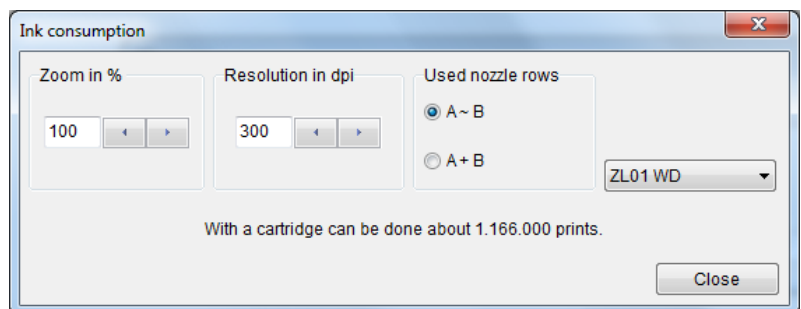 Ink consumption
Zoom in %
Resolution in dpi
Used nozzle rows
100
300
A ~ B
A + B
ZL01 WD
With a cartridge can be done about 1.166.000 prints.
Close